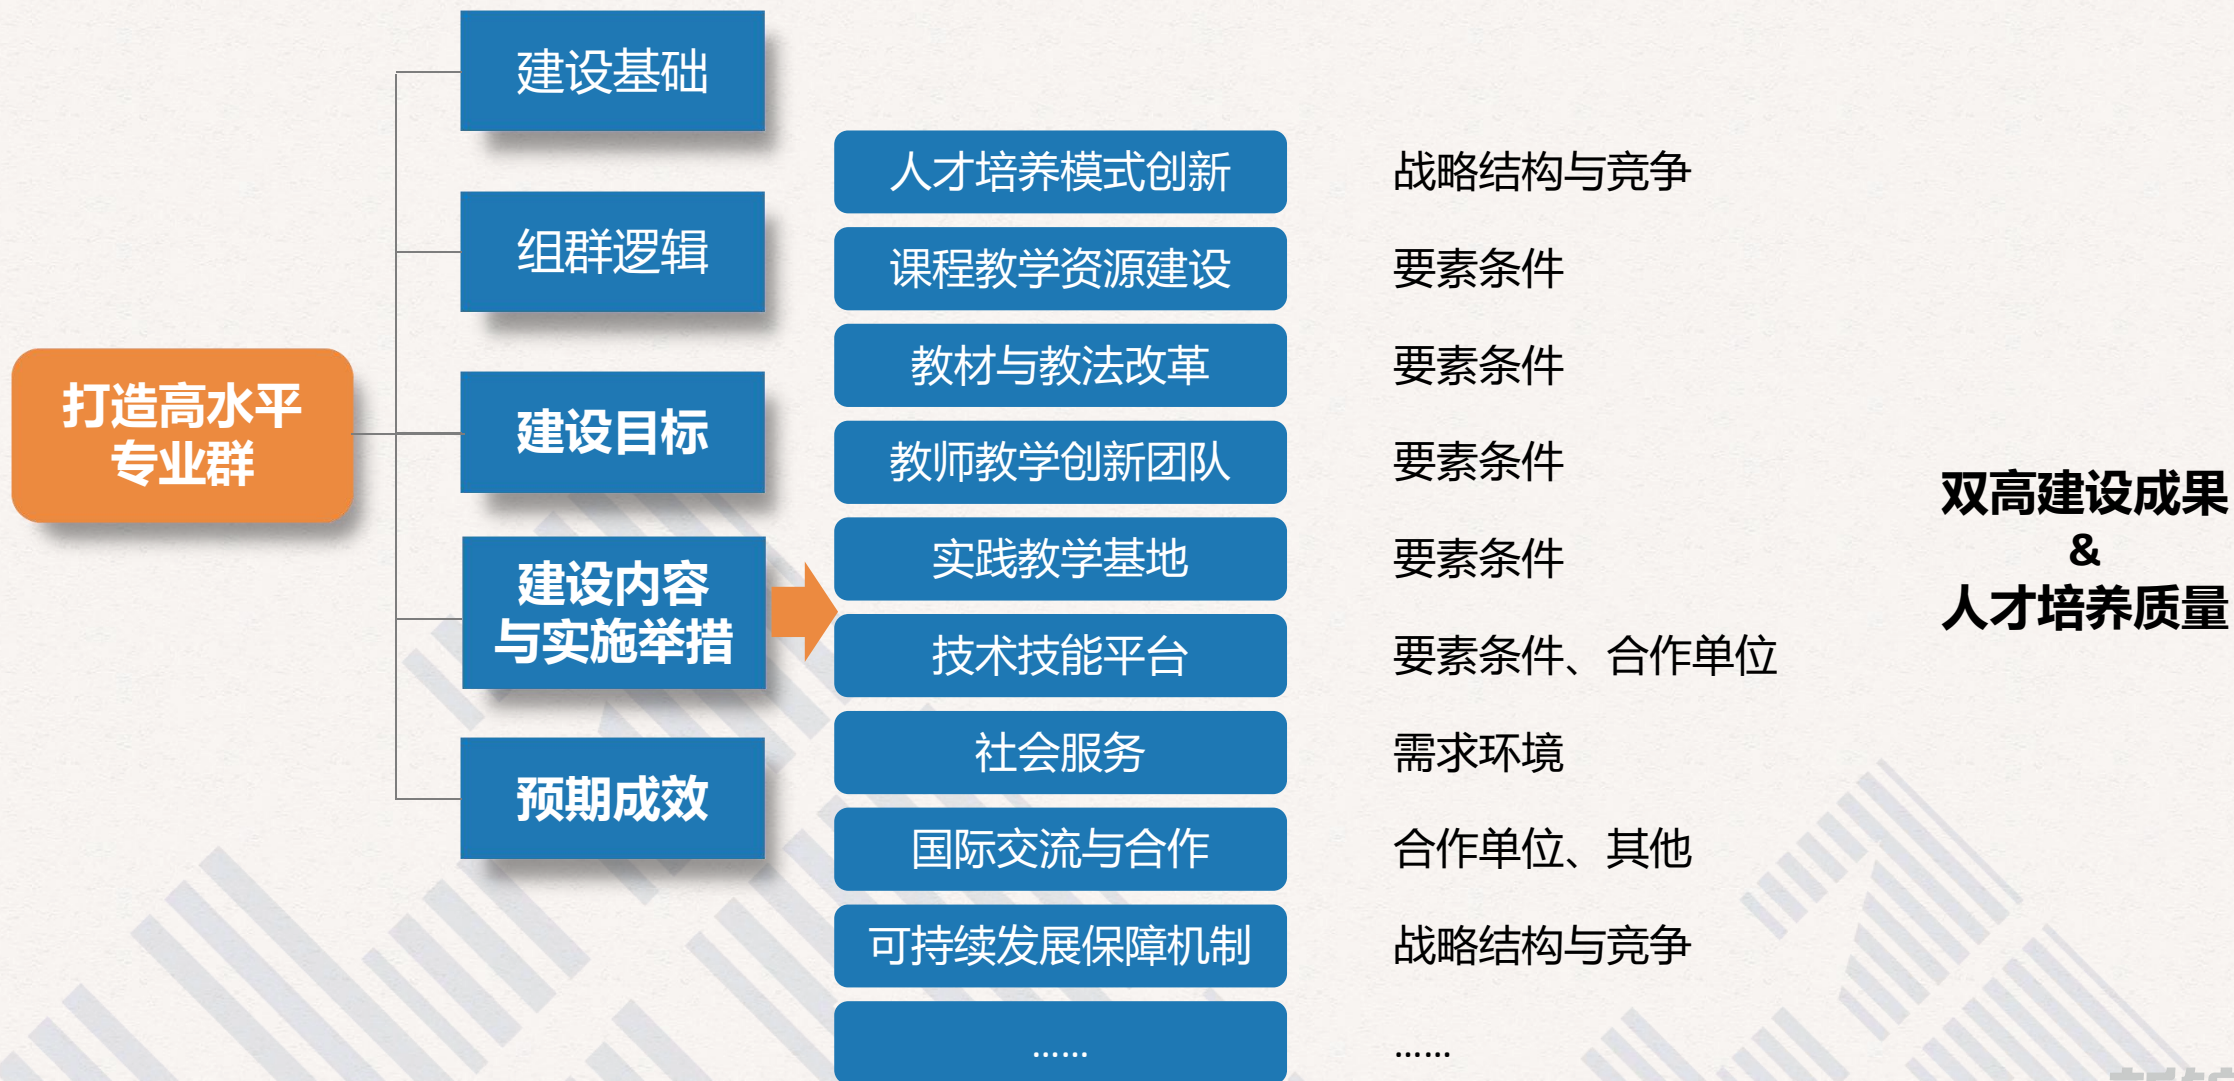 打造高水平
专业群
建设基础
组群逻辑
建设目标
建设内容
与实施举措
预期成效
人才培养模式创新
战略结构与竞争
课程教学资源建设
要素条件
教材与教法改革
要素条件
教师教学创新团队
要素条件
实践教学基地
要素条件
技术技能平台
要素条件、合作单位
社会服务
需求环境
国际交流与合作
合作单位、其他
可持续发展保障机制
战略结构与竞争
......
......
双高建设成果
&
人才培养质量